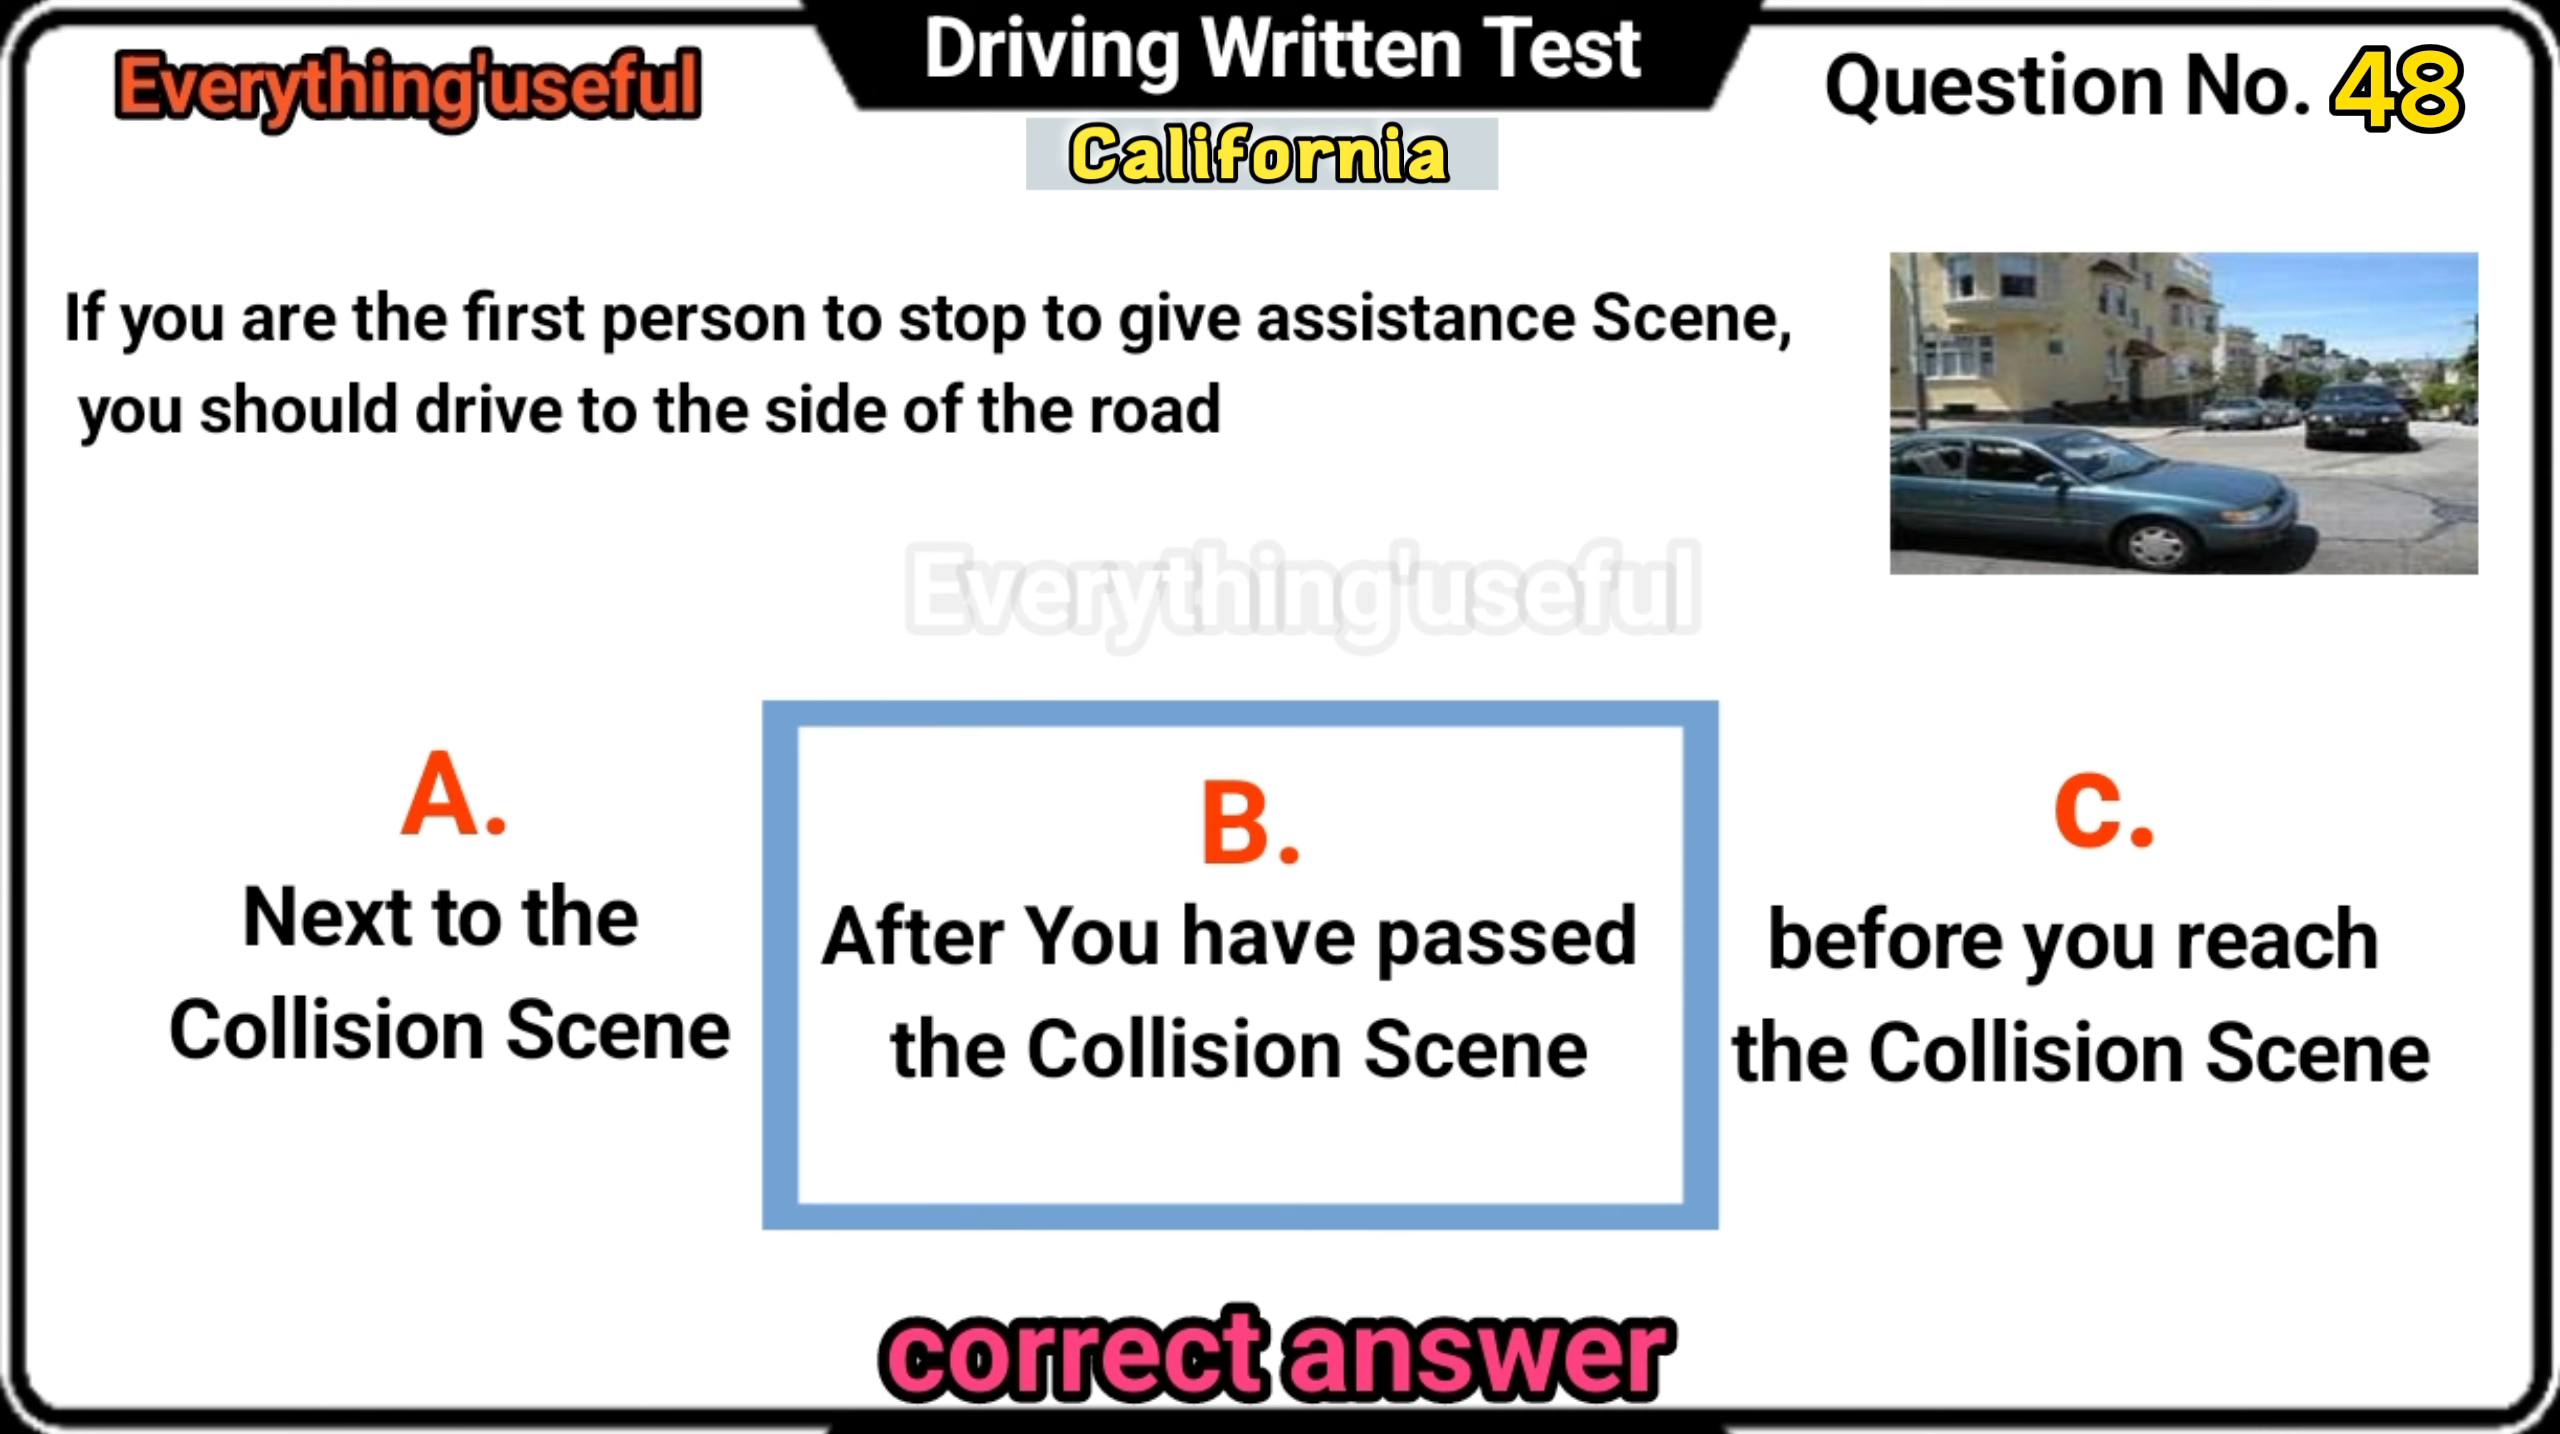 Driving Written Test
Everything'useful
Question No. 48
California
If you are the first person to stop to give assistance Scene,
you should drive to the side of the road
Everything'useful
A.
Next to the
Collision Scene
B.
After You have passed
the Collision Scene
c.
before you reach
the Collision Scene
correct answer